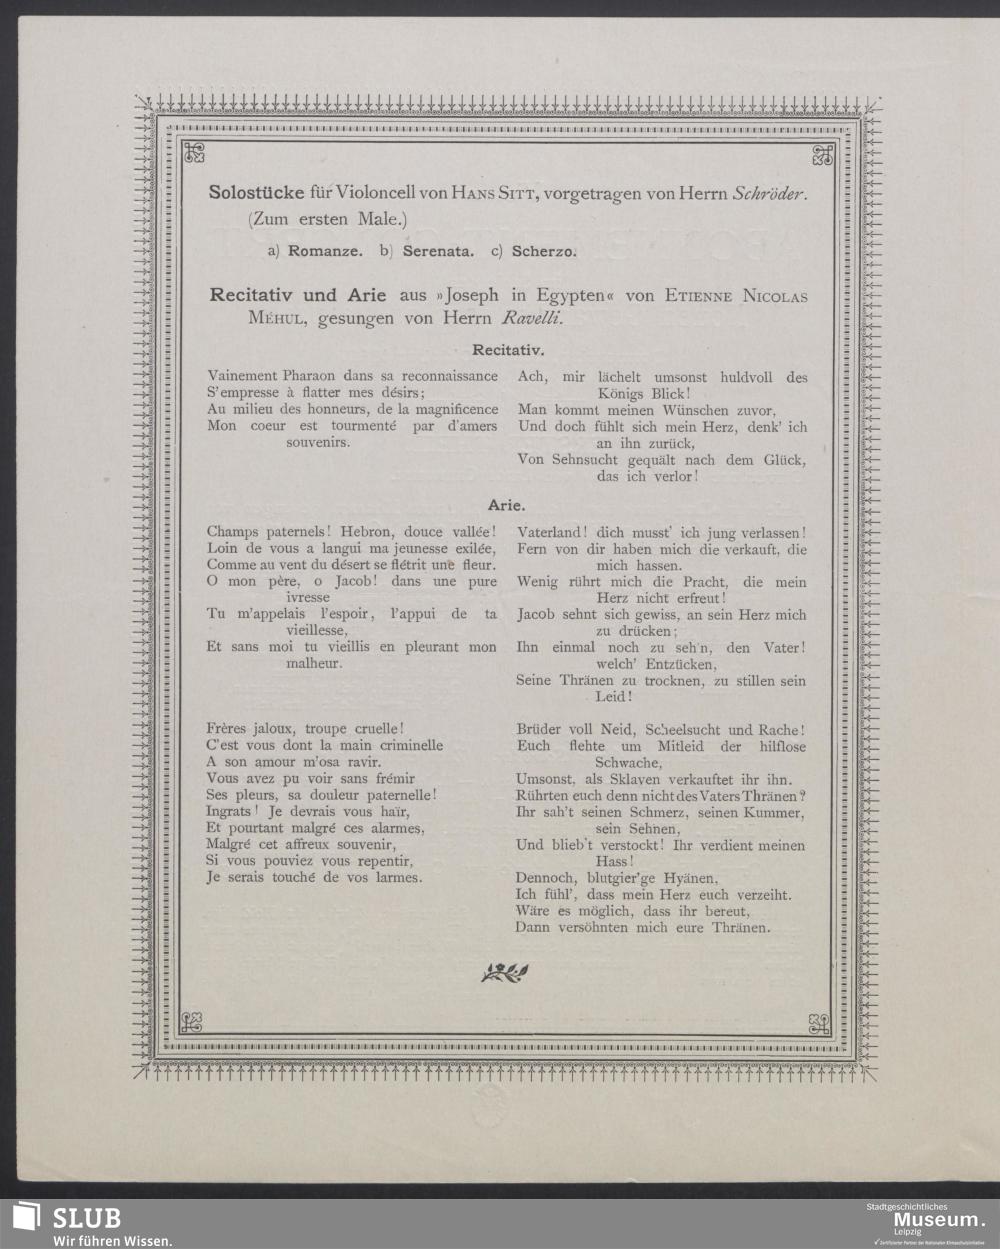 Solostücke für Violoncell von HANS SITT, vorgetragen von Herrn Schröder.
(Zum ersten Male.)
a) Romanze. b) Serenata. c) Scherzo.
Recitativ und Arie aus »Joseph in Egypten« von ETIENNE NICOLAS
MÉHUL, gesungen von Herrn Ravelli.
Recitativ.
Vainement Pharaon dans sa reconnaissance
S'empresse à flatter mes désirs;
Au milieu des honneurs, de la magnificence
Mon coeur est tourmenté par d'amers
souvenirs.
Ach, mir lächelt umsonst huldvoll des
Königs Blick!
Man kommt meinen Wünschen zuvor,
Und doch fühlt sich mein Herz, denk' ich
an ihn zurück,
Von Sehnsucht gequält nach dem Glück,
das ich verlor!
Arie.
Champs paternels! Hebron, douce vallée!
Loin de vous a langui ma jeunesse exilée,
Comme au vent du désert se flétrit une fleur.
O mon père, o Jacob! dans une pure
ivresse
Tu m'appelais l'espoir, l'appui de ta
vieillesse,
Et sans moi tu vieillis en pleurant mon
malheur.
Vaterland! dich musst' ich jung verlassen!
Fern von dir haben mich die verkauft, die
mich hassen.
Wenig rührt mich die Pracht, die mein
Herz nicht erfreut!
Jacob sehnt sich gewiss, an sein Herz mich
zu drücken;
Ihn einmal noch zu seh'n, den Vater!
welch' Entzücken,
Seine Thränen zu trocknen, zu stillen sein
Leid!
Frères jaloux, troupe cruelle!
C'est vous dont la main criminelle
A son amour m'osa ravir.
Vous avez pu voir sans frémir
Ses pleurs, sa douleur paternelle!
Ingrats! Je devrais vous haïr,
Et pourtant malgré ces alarmes,
Malgré cet affreux souvenir,
Si vous pouviez vous repentir,
Je serais touché de vos larmes.
Brüder voll Neid, Scheelsucht und Rache!
Euch flehte um Mitleid der hilflose
Schwache,
Umsonst, als Sklaven verkauftet ihr ihn.
Rührten euch denn nicht des Vaters Thränen?
Ihr sah't seinen Schmerz, seinen Kummer,
sein Sehnen,
Und blieb't verstockt! Ihr verdient meinen
Hass!
Dennoch, blutgier'ge Hyänen,
Ich fühl', dass mein Herz euch verzeiht.
Wäre es möglich, dass ihr bereut,
Dann versöhnten mich eure Thränen.
SLUB
Wir führen Wissen.
Stadtgeschichtliches
Museum.
Leipzig
Zertifizierter Partner der Nationalen Klimaschutzinitiative